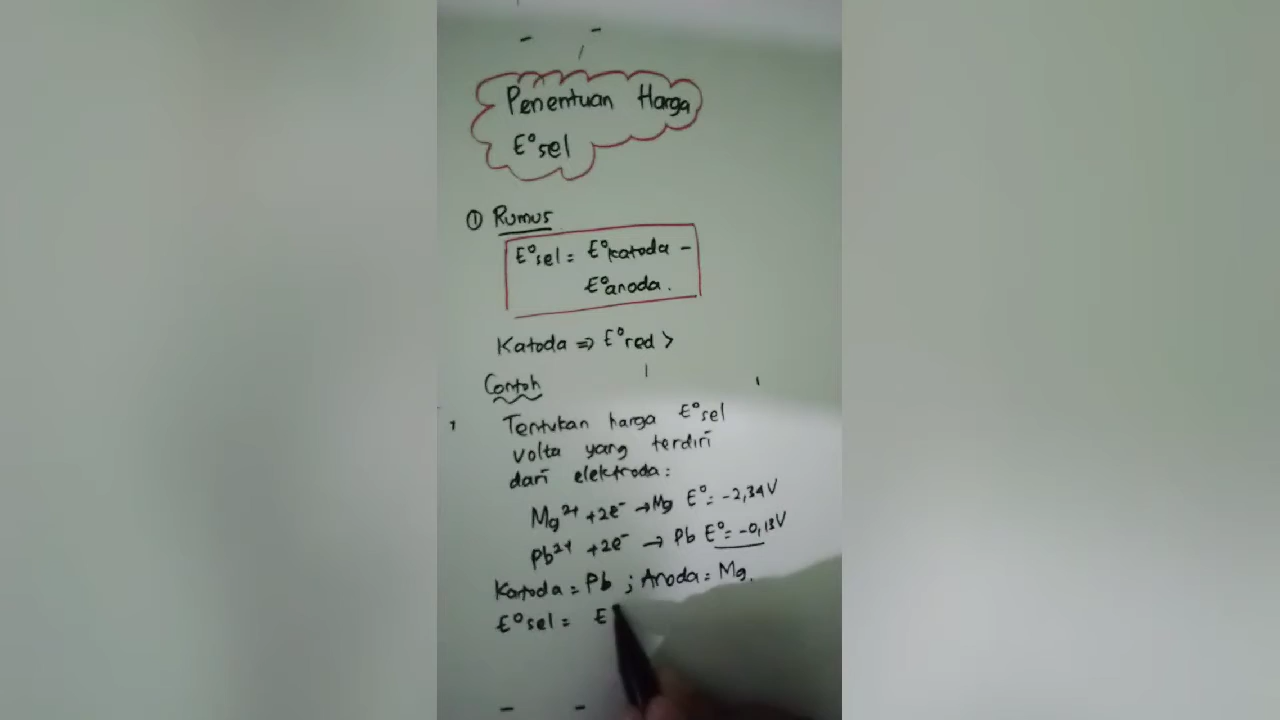 Penentuan Harga
E°sel
① Rumus
E°sel = E°katoda -
E°anoda.
Katoda ⇒ E°red >
Contoh
Tentukan harga E°sel
volta yang terdiri
dari elektroda:
Mg²⁺ +2e⁻ → Mg E° = -2,34V
Pb²⁺ +2e⁻ → Pb E° = -0,13V
Katoda = Pb ; Anoda = Mg.
E°sel = E